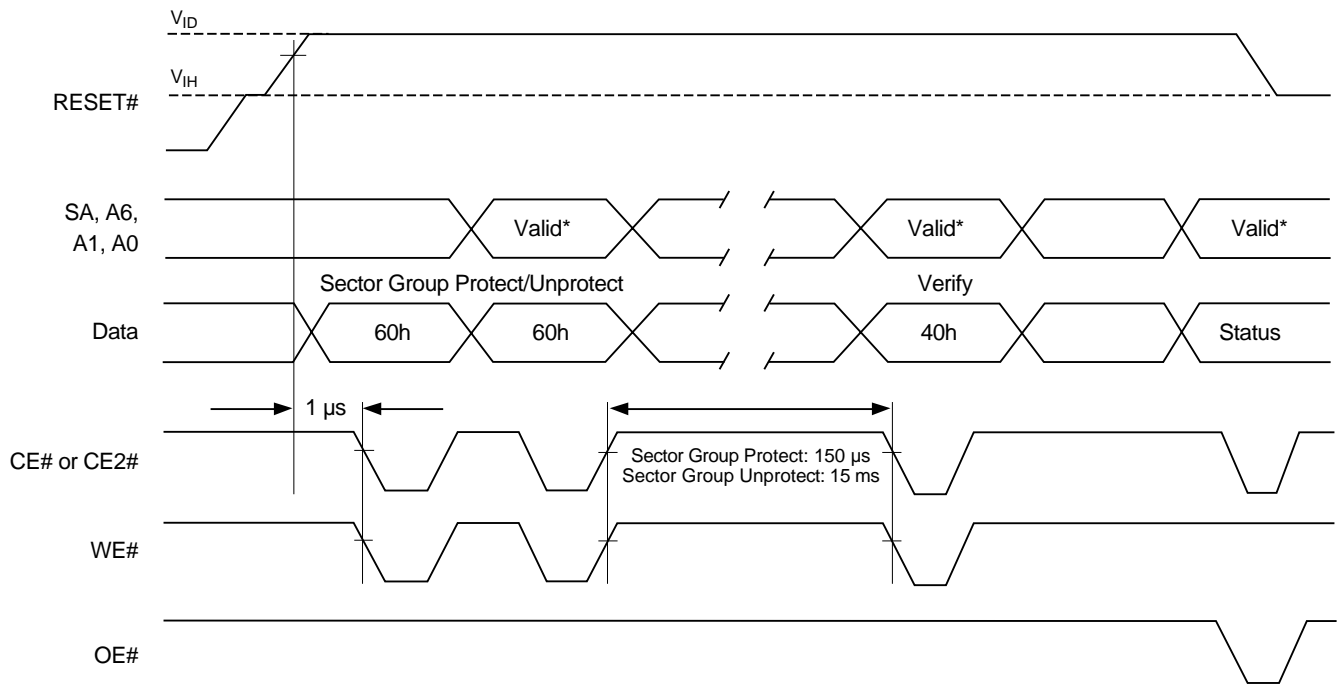 VID
VIH
RESET#
SA, A6,
A1, A0
Valid*
Valid*
Valid*
Sector Group Protect/Unprotect
Verify
Data
60h
60h
40h
Status
1 µs
CE# or CE2#
Sector Group Protect: 150 µs
Sector Group Unprotect: 15 ms
WE#
OE#